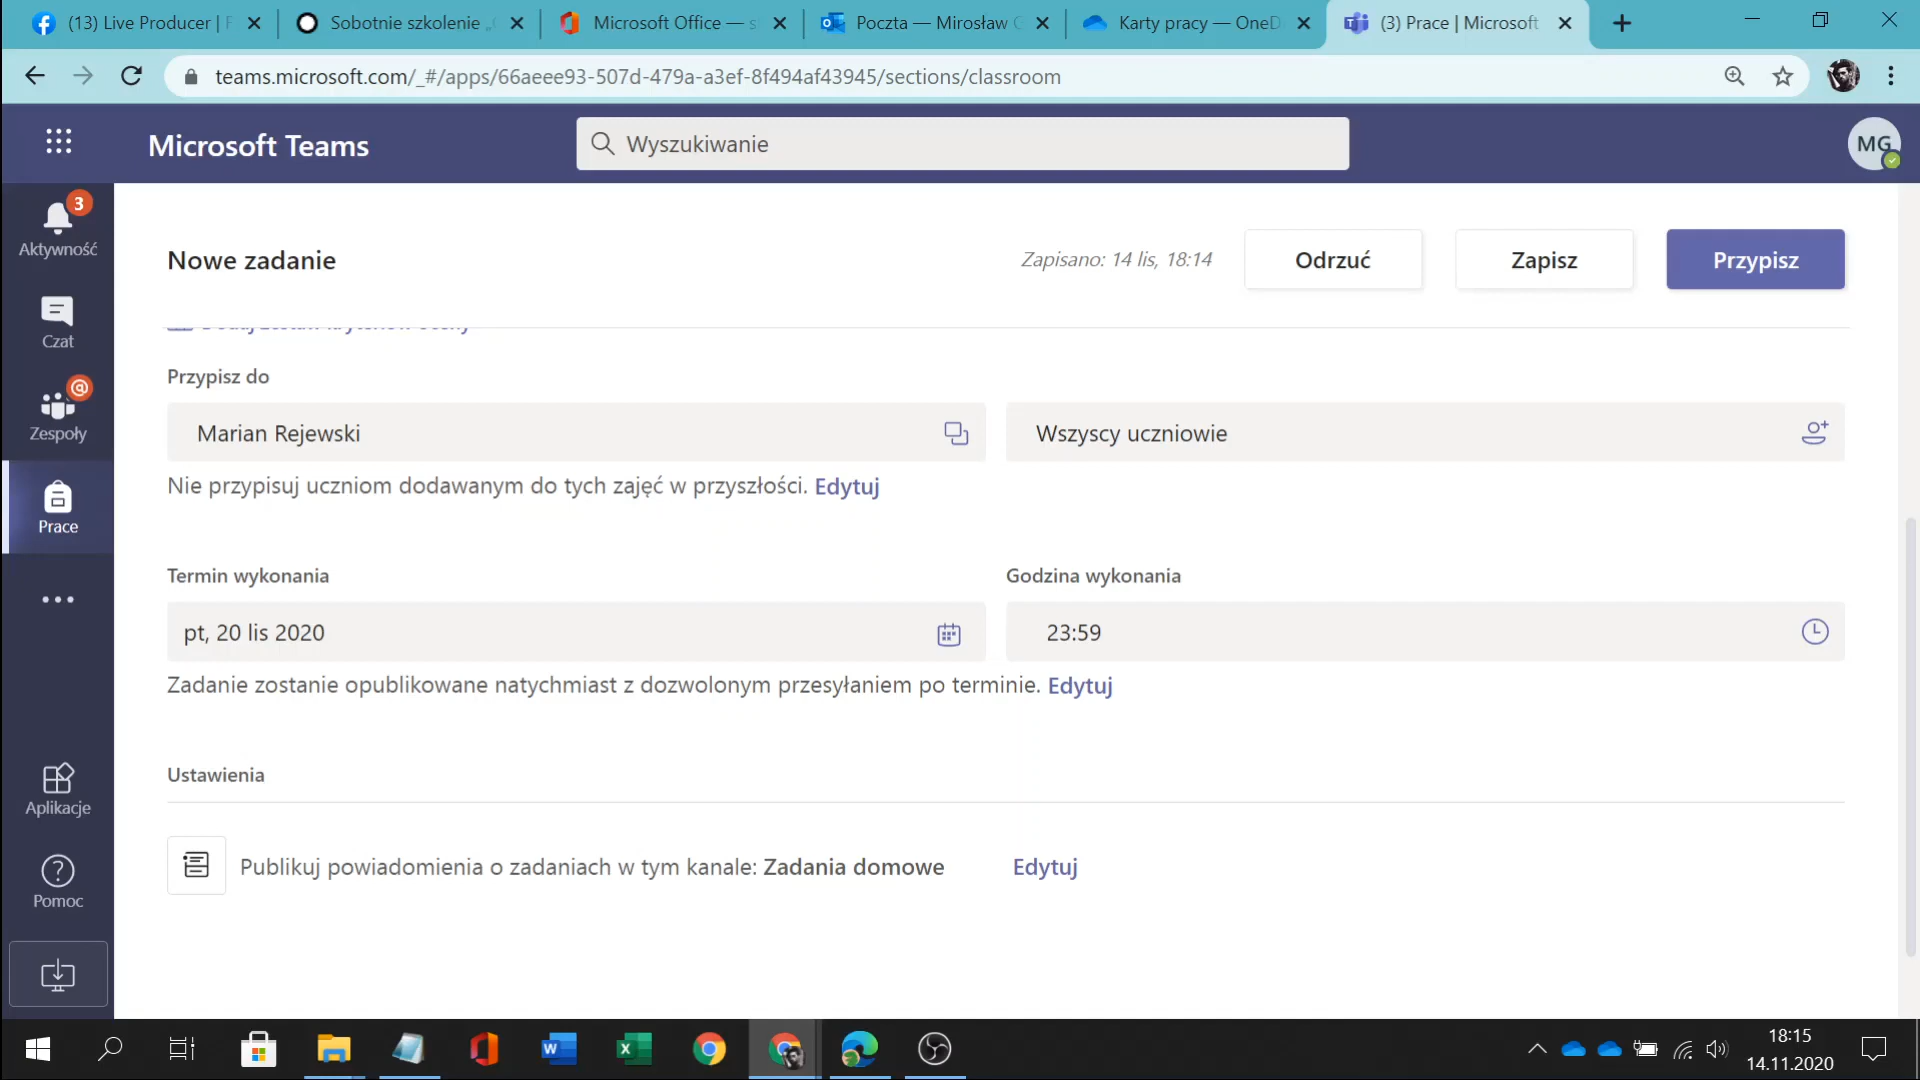 (13) Live Producer | F
Sobotnie szkolenie „
Microsoft Office — s
Poczta — Mirosław G
Karty pracy — OneD
(3) Prace | Microsoft
teams.microsoft.com/_#/apps/66aeee93-507d-479a-a3ef-8f494af43945/sections/classroom
Microsoft Teams
Wyszukiwanie
MG
3
Aktywność
Czat
@
Zespoły
Prace
Aplikacje
Pomoc
Nowe zadanie
Zapisano: 14 lis, 18:14
Odrzuć
Zapisz
Przypisz
Przypisz do
Marian Rejewski
Wszyscy uczniowie
Nie przypisuj uczniom dodawanym do tych zajęć w przyszłości. Edytuj
Termin wykonania
Godzina wykonania
pt, 20 lis 2020
23:59
Zadanie zostanie opublikowane natychmiast z dozwolonym przesyłaniem po terminie. Edytuj
Ustawienia
Publikuj powiadomienia o zadaniach w tym kanale: Zadania domowe
Edytuj
18:15
14.11.2020